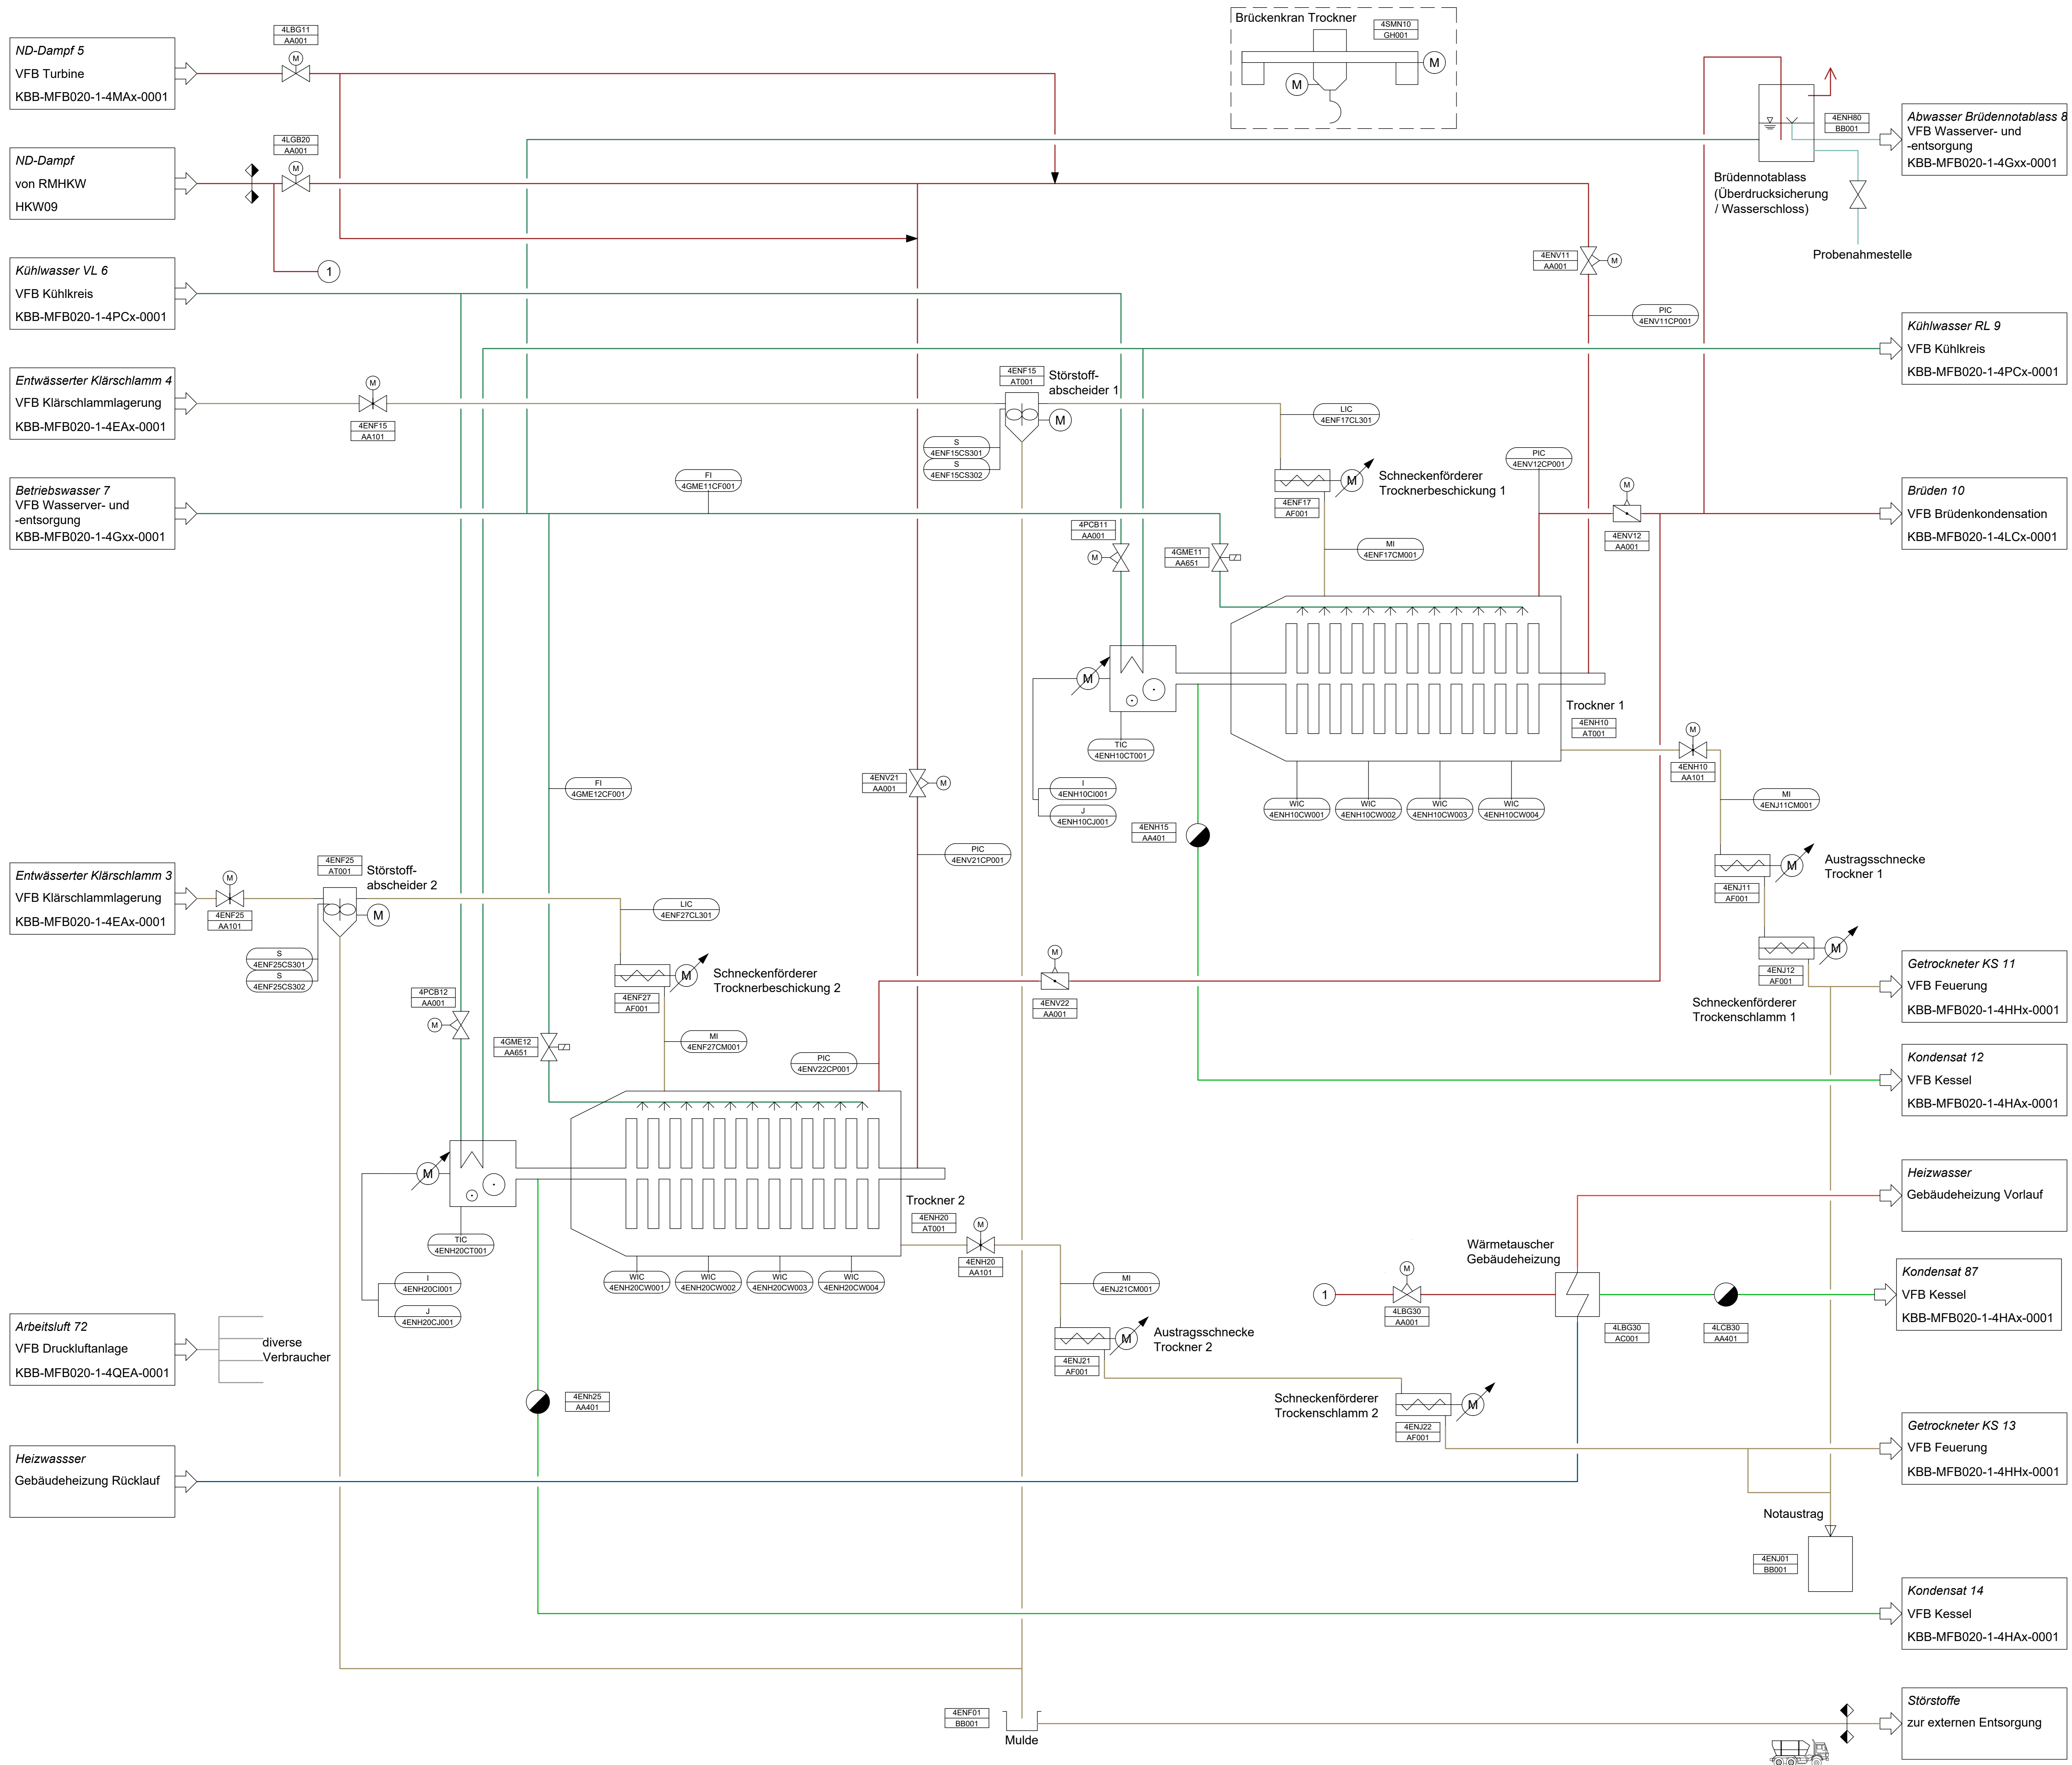 Brückenkran Trockner
4SMN10
GH001
M
M
ND-Dampf 5
VFB Turbine
KBB-MFB020-1-4MAx-0001
4LBG11
AA001
M
ND-Dampf
von RMHKW
HKW09
4LGB20
AA001
M
1
Kühlwasser VL 6
VFB Kühlkreis
KBB-MFB020-1-4PCx-0001
Entwässerter Klärschlamm 4
VFB Klärschlammlagerung
KBB-MFB020-1-4EAx-0001
M
4ENF15
AA101
Betriebswasser 7
VFB Wasserver- und
-entsorgung
KBB-MFB020-1-4Gxx-0001
FI
4GME11CF001
4ENF15
AT001
Störstoff-
abscheider 1
M
S
4ENF15CS301
S
4ENF15CS302
LIC
4ENF17CL301
M
Schneckenförderer
Trocknerbeschickung 1
4ENF17
AF001
MI
4ENF17CM001
4PCB11
AA001
M
4GME11
AA651
4ENV11
AA001
M
PIC
4ENV11CP001
PIC
4ENV12CP001
M
4ENV12
AA001
4ENH80
BB001
Brüdennotablass
(Überdrucksicherung
/ Wasserschloss)
Probenahmestelle
Abwasser Brüdennotablass 8
VFB Wasserver- und
-entsorgung
KBB-MFB020-1-4Gxx-0001
Kühlwasser RL 9
VFB Kühlkreis
KBB-MFB020-1-4PCx-0001
Brüden 10
VFB Brüdenkondensation
KBB-MFB020-1-4LCx-0001
M
TIC
4ENH10CT001
I
4ENH10CI001
J
4ENH10CJ001
Trockner 1
4ENH10
AT001
WIC
4ENH10CW001
WIC
4ENH10CW002
WIC
4ENH10CW003
WIC
4ENH10CW004
4ENH15
AA401
M
4ENH10
AA101
MI
4ENJ11CM001
M
Austragsschnecke
Trockner 1
4ENJ11
AF001
M
4ENJ12
AF001
Schneckenförderer
Trockenschlamm 1
Getrockneter KS 11
VFB Feuerung
KBB-MFB020-1-4HHx-0001
Kondensat 12
VFB Kessel
KBB-MFB020-1-4HAx-0001
FI
4GME12CF001
4ENV21
AA001
M
PIC
4ENV21CP001
Entwässerter Klärschlamm 3
VFB Klärschlammlagerung
KBB-MFB020-1-4EAx-0001
M
4ENF25
AA101
4ENF25
AT001
Störstoff-
abscheider 2
M
S
4ENF25CS301
S
4ENF25CS302
LIC
4ENF27CL301
M
Schneckenförderer
Trocknerbeschickung 2
4ENF27
AF001
MI
4ENF27CM001
4PCB12
AA001
M
4GME12
AA651
PIC
4ENV22CP001
M
4ENV22
AA001
M
TIC
4ENH20CT001
I
4ENH20CI001
J
4ENH20CJ001
Trockner 2
4ENH20
AT001
WIC
4ENH20CW001
WIC
4ENH20CW002
WIC
4ENH20CW003
WIC
4ENH20CW004
M
4ENH20
AA101
MI
4ENJ21CM001
M
Austragsschnecke
Trockner 2
4ENJ21
AF001
Schneckenförderer
Trockenschlamm 2
M
4ENJ22
AF001
4ENh25
AA401
Arbeitsluft 72
VFB Druckluftanlage
KBB-MFB020-1-4QEA-0001
diverse
Verbraucher
Heizwassser
Gebäudeheizung Rücklauf
1
M
4LBG30
AA001
Wärmetauscher
Gebäudeheizung
4LBG30
AC001
4LCB30
AA401
Heizwasser
Gebäudeheizung Vorlauf
Kondensat 87
VFB Kessel
KBB-MFB020-1-4HAx-0001
Getrockneter KS 13
VFB Feuerung
KBB-MFB020-1-4HHx-0001
Notaustrag
4ENJ01
BB001
Kondensat 14
VFB Kessel
KBB-MFB020-1-4HAx-0001
4ENF01
BB001
Mulde
Störstoffe
zur externen Entsorgung